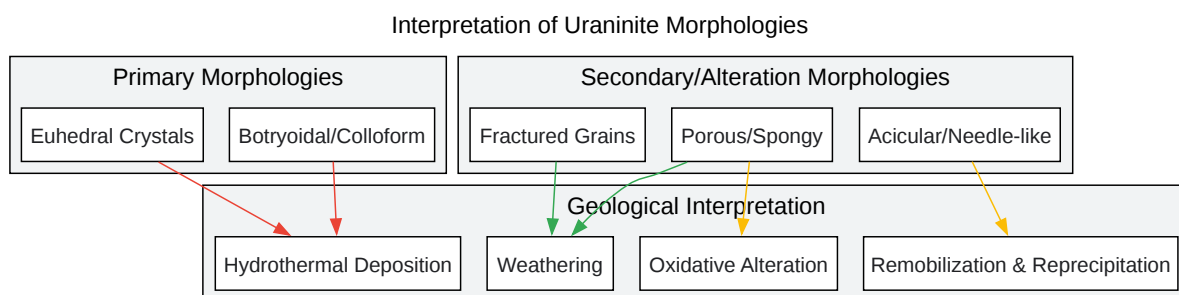 Interpretation of Uraninite Morphologies
Primary Morphologies
Secondary/Alteration Morphologies
Euhedral Crystals
Botryoidal/Colloform
Fractured Grains
Porous/Spongy
Acicular/Needle-like
Geological Interpretation
Hydrothermal Deposition
Weathering
Oxidative Alteration
Remobilization & Reprecipitation